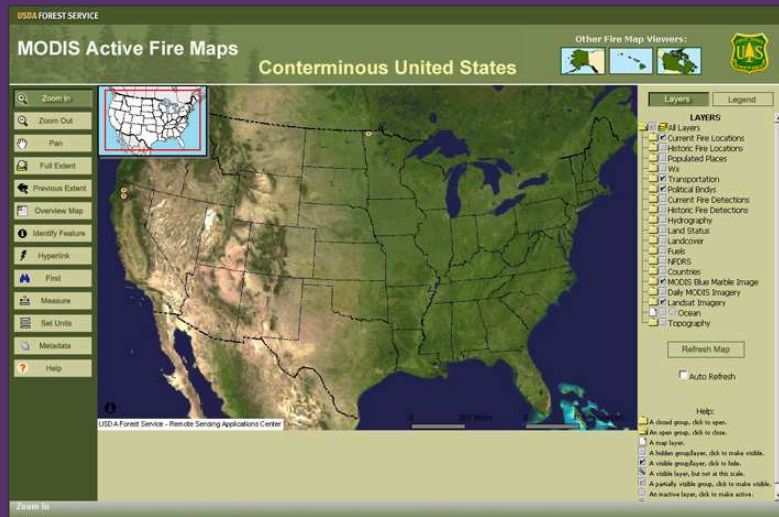 USDA FOREST SERVICE
MODIS Active Fire Maps
Conterminous United States
Other Fire Map Viewers:
Zoom In
Zoom Out
Pan
Full Extent
Previous Extent
Overview Map
Identify Feature
Hyperlink
Find
Measure
Set Units
Metadata
Help
USDA Forest Service - Remote Sensing Applications Center
Layers
Legend
LAYERS
All Layers
Current Fire Locations
Historic Fire Locations
Populated Places
Wx
Transportation
Political Bndys
Current Fire Detections
Historic Fire Detections
Hydrography
Land Status
Landcover
Fuels
NFDRS
Countries
MODIS Blue Marble Image
Daily MODIS Imagery
Landsat Imagery
Ocean
Topography
Refresh Map
Auto Refresh
Help:
A closed group, click to open.
An open group, click to close.
A map layer.
A hidden group/layer, click to make visible.
A visible group/layer, click to hide.
A visible layer, but not at this scale.
A partially visible group, click to make visible.
An inactive layer, click to make active.
Zoom In